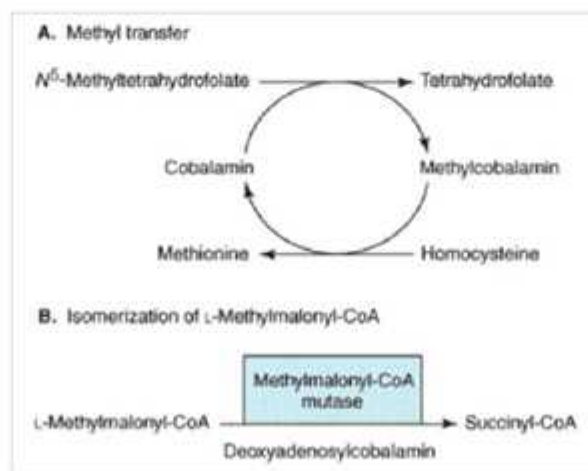 A. Methyl transfer
N5-Methyltetrahydrofolate
Tetrahydrofolate
Cobalamin
Methylcobalamin
Methionine
Homocysteine
B. Isomerization of L-Methylmalonyl-CoA
Methylmalonyl-CoA
mutase
L-Methylmalonyl-CoA
Succinyl-CoA
Deoxyadenosylcobalamin